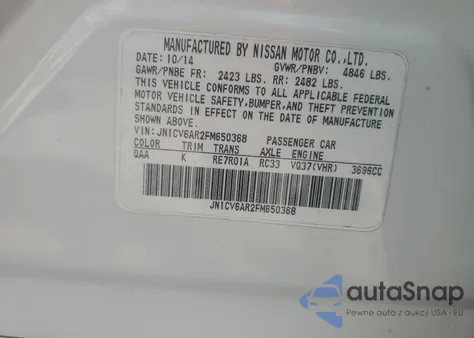 MANUFACTURED BY NISSAN MOTOR CO.,LTD.
DATE: 10/14 GVWR/PNBV: 4846 LBS.
GAWR/PNBE FR: 2423 LBS. RR: 2482 LBS.
THIS VEHICLE CONFORMS TO ALL APPLICABLE FEDERAL
MOTOR VEHICLE SAFETY, BUMPER, AND THEFT PREVENTION
STANDARDS IN EFFECT ON THE DATE OF MANUFACTURE
SHOWN ABOVE.
VIN: JN1CV6AR2FM650368 PASSENGER CAR
COLOR TRIM TRANS AXLE ENGINE
QAA K RE7R01A RC33 VQ37(VHR) 3696CC
JN1CV6AR2FM650368
autoSnap
Pewne auta z aukcji USA i EU